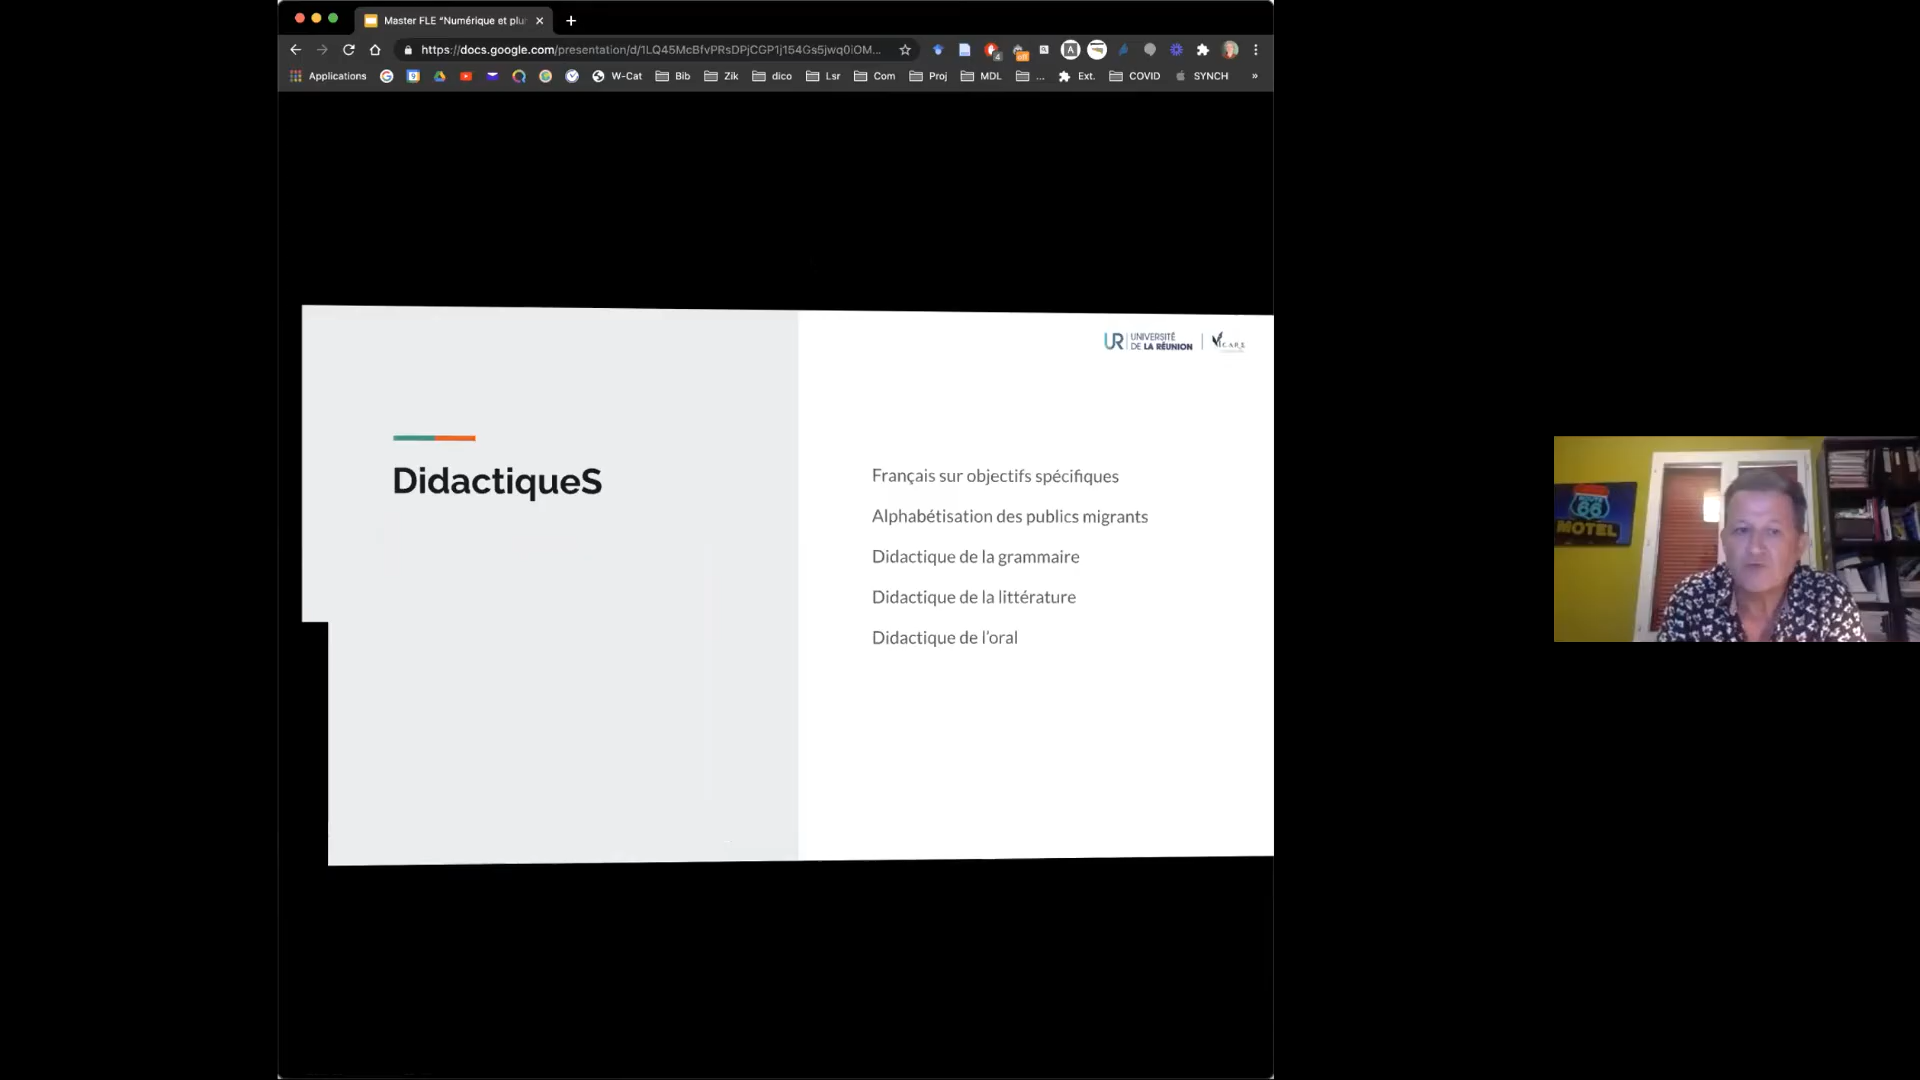 Master FLE “Numérique et plu
https://docs.google.com/presentation/d/1LQ45McBfvPRsDPjCGP1j154Gs5jwq0iOM...
Applications W-Cat Bib Zik dico Lsr Com Proj MDL ... Ext. COVID SYNCH »
UR UNIVERSITÉ
DE LA RÉUNION
DidactiqueS
Français sur objectifs spécifiques
Alphabétisation des publics migrants
Didactique de la grammaire
Didactique de la littérature
Didactique de l’oral
66
MOTEL